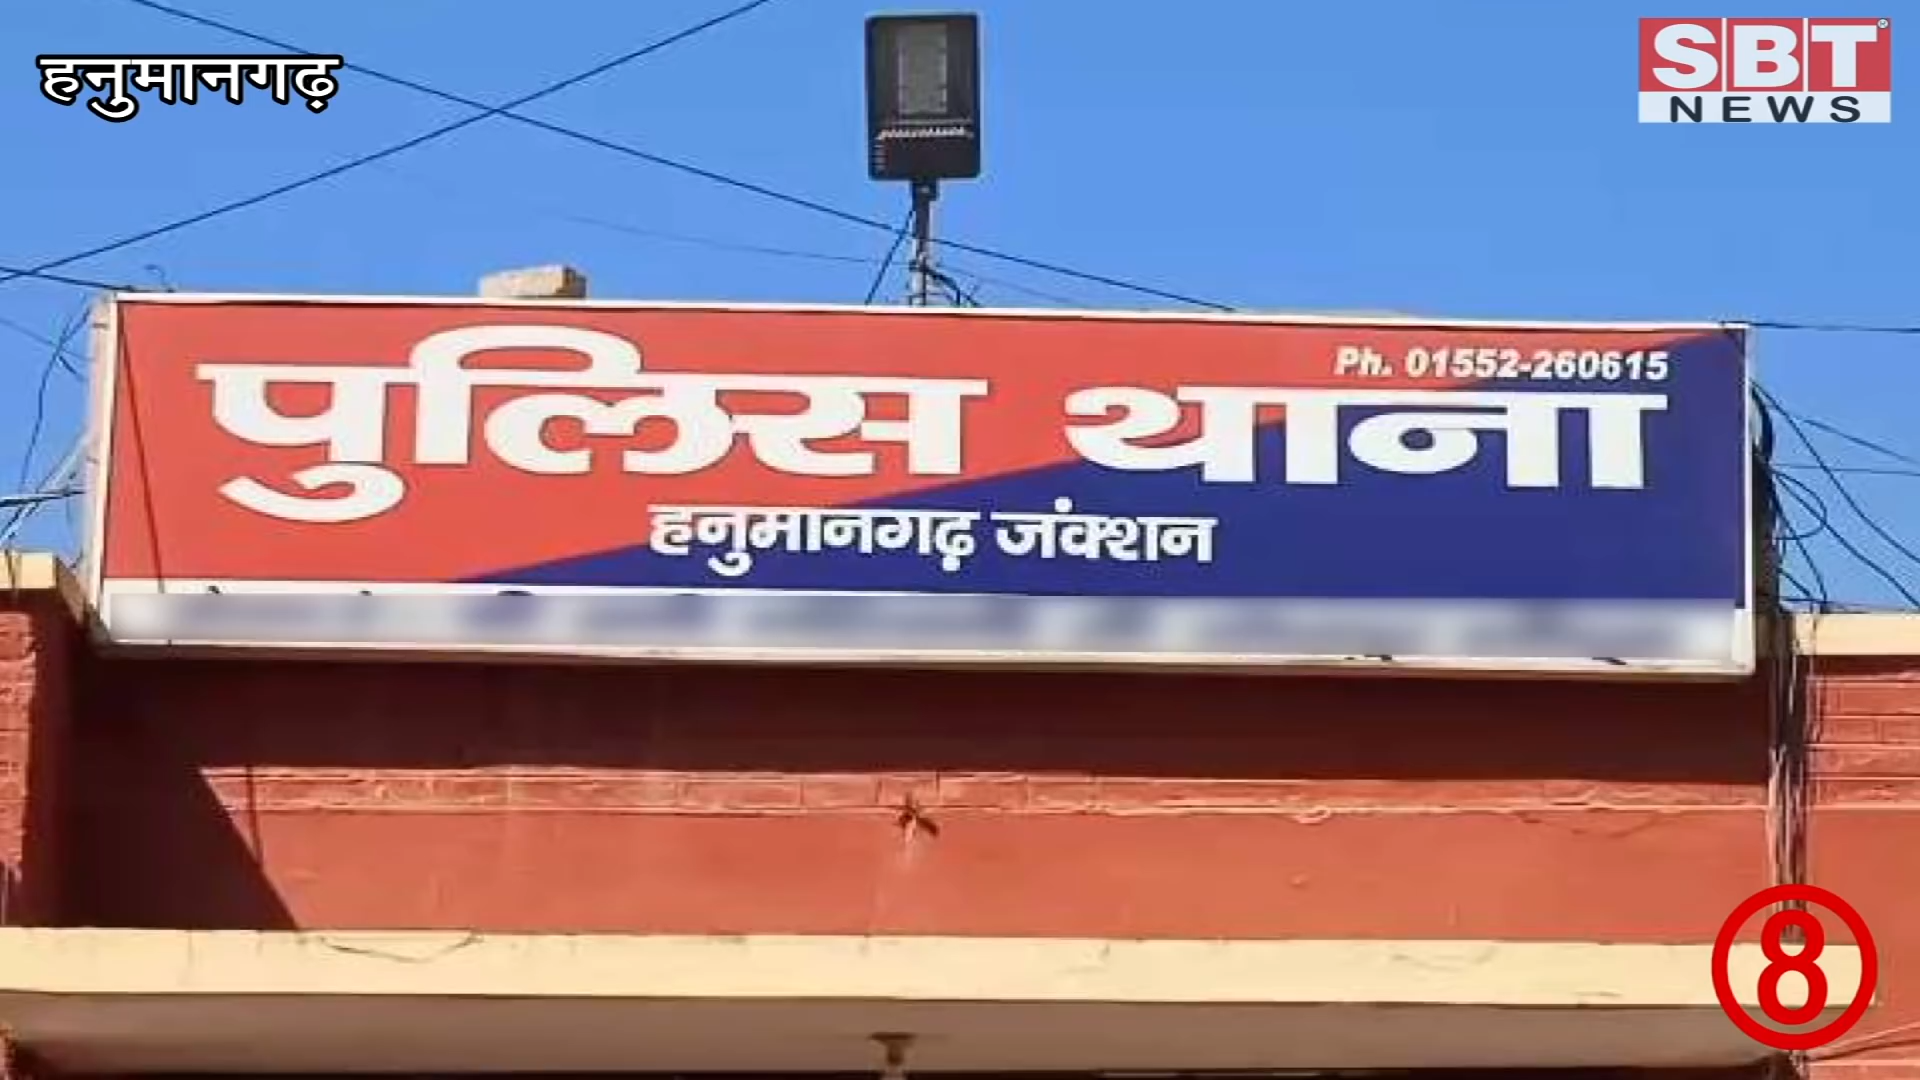 हनुमानगढ़
SBT
NEWS
Ph. 01552-260615
पुलिस थाना
हनुमानगढ़ जंक्शन
8